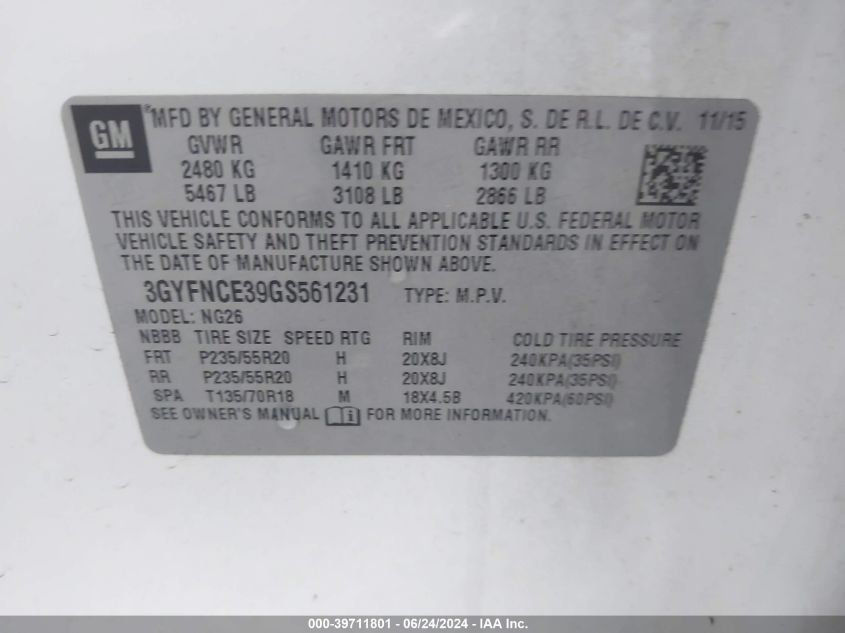 GM
®MFD BY GENERAL MOTORS DE MEXICO, S. DE R.L. DE C.V. 11/15
GVWR GAWR FRT GAWR RR
2480 KG 1410 KG 1300 KG
5467 LB 3108 LB 2866 LB
THIS VEHICLE CONFORMS TO ALL APPLICABLE U.S. FEDERAL MOTOR
VEHICLE SAFETY AND THEFT PREVENTION STANDARDS IN EFFECT ON
THE DATE OF MANUFACTURE SHOWN ABOVE.
3GYFNCE39GS561231 TYPE: M.P.V.
MODEL: NG26
NBBB TIRE SIZE SPEED RTG RIM COLD TIRE PRESSURE
FRT P235/55R20 H 20X8J 240KPA(35PSI)
RR P235/55R20 H 20X8J 240KPA(35PSI)
SPA T135/70R18 M 18X4.5B 420KPA(60PSI)
SEE OWNER'S MANUAL FOR MORE INFORMATION.
000-39711801 - 06/24/2024 - IAA Inc.